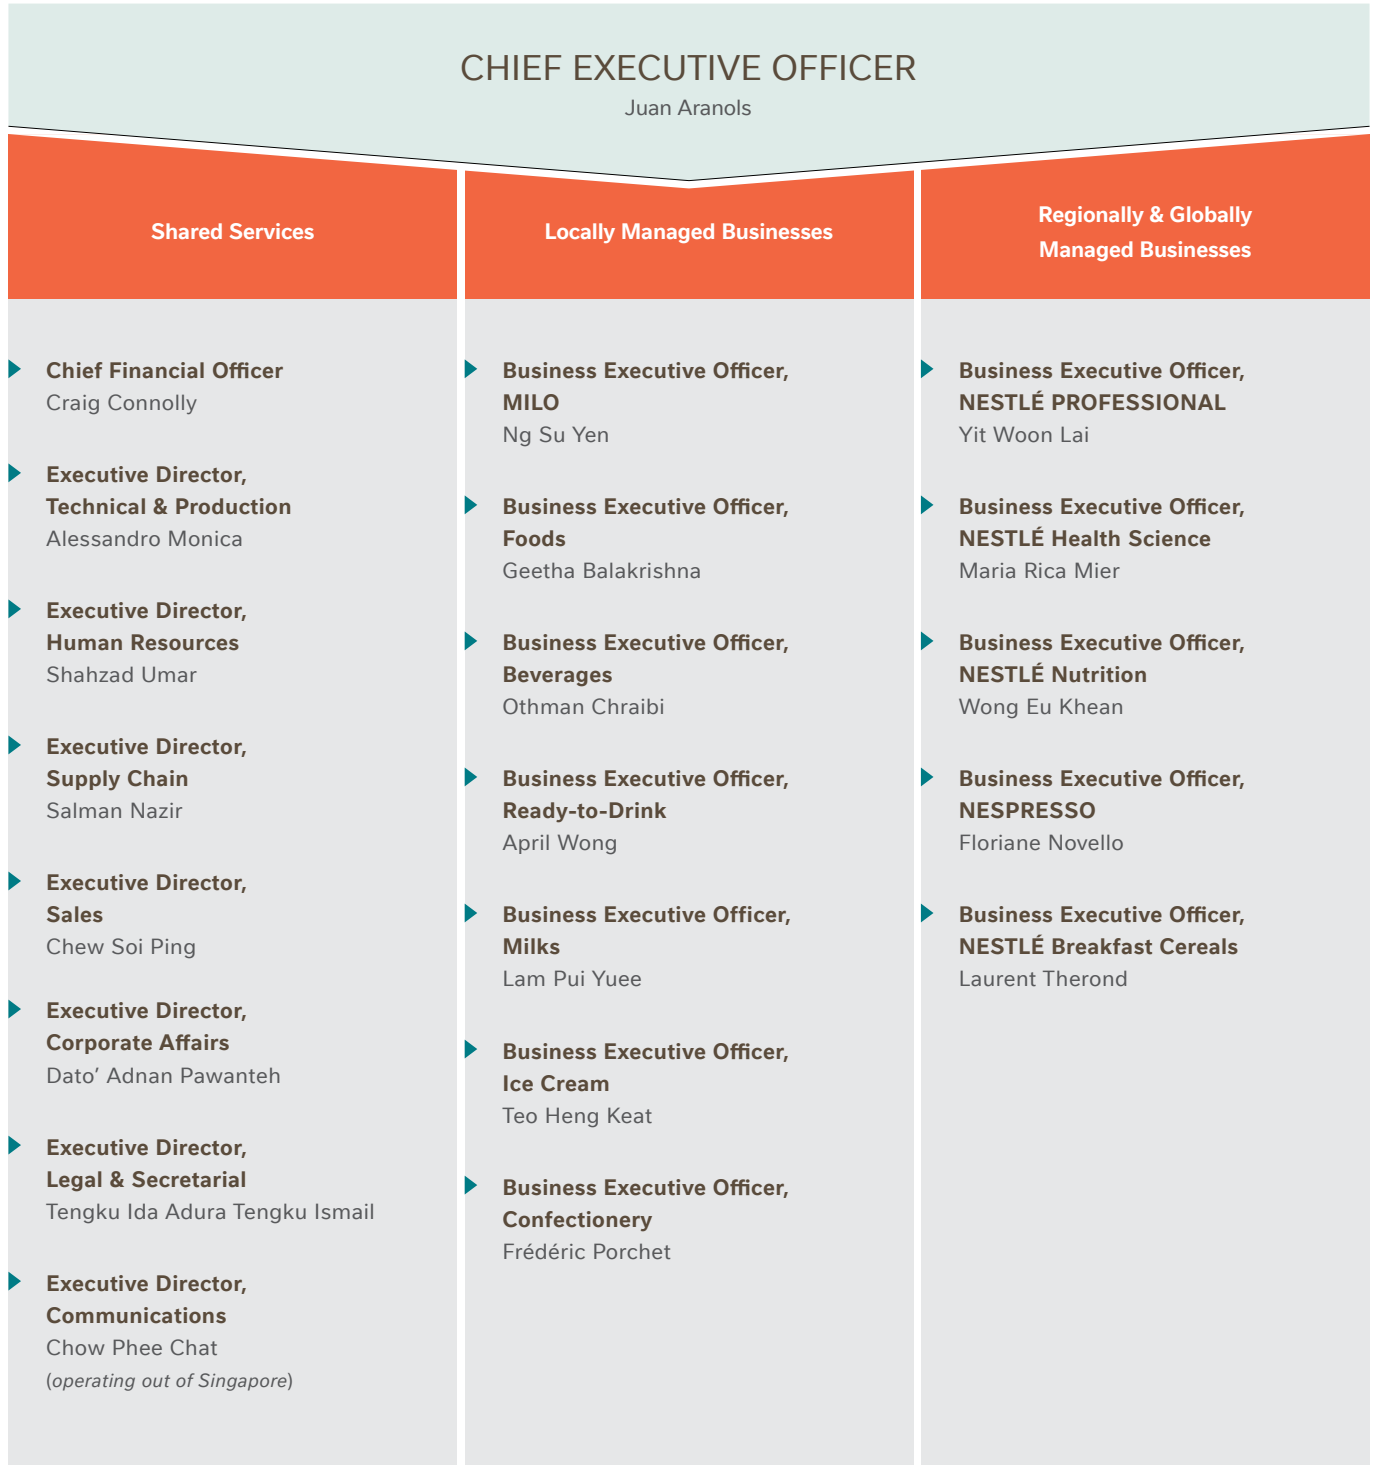 CHIEF EXECUTIVE OFFICER
Juan Aranols
Shared Services
Chief Financial Officer
Craig Connolly
Executive Director,
Technical & Production
Alessandro Monica
Executive Director,
Human Resources
Shahzad Umar
Executive Director,
Supply Chain
Salman Nazir
Executive Director,
Sales
Chew Soi Ping
Executive Director,
Corporate Affairs
Dato’ Adnan Pawanteh
Executive Director,
Legal & Secretarial
Tengku Ida Adura Tengku Ismail
Executive Director,
Communications
Chow Phee Chat
(operating out of Singapore)
Locally Managed Businesses
Business Executive Officer,
MILO
Ng Su Yen
Business Executive Officer,
Foods
Geetha Balakrishna
Business Executive Officer,
Beverages
Othman Chraibi
Business Executive Officer,
Ready-to-Drink
April Wong
Business Executive Officer,
Milks
Lam Pui Yuee
Business Executive Officer,
Ice Cream
Teo Heng Keat
Business Executive Officer,
Confectionery
Frédéric Porchet
Regionally & Globally
Managed Businesses
Business Executive Officer,
NESTLÉ PROFESSIONAL
Yit Woon Lai
Business Executive Officer,
NESTLÉ Health Science
Maria Rica Mier
Business Executive Officer,
NESTLÉ Nutrition
Wong Eu Khean
Business Executive Officer,
NESPRESSO
Floriane Novello
Business Executive Officer,
NESTLÉ Breakfast Cereals
Laurent Therond